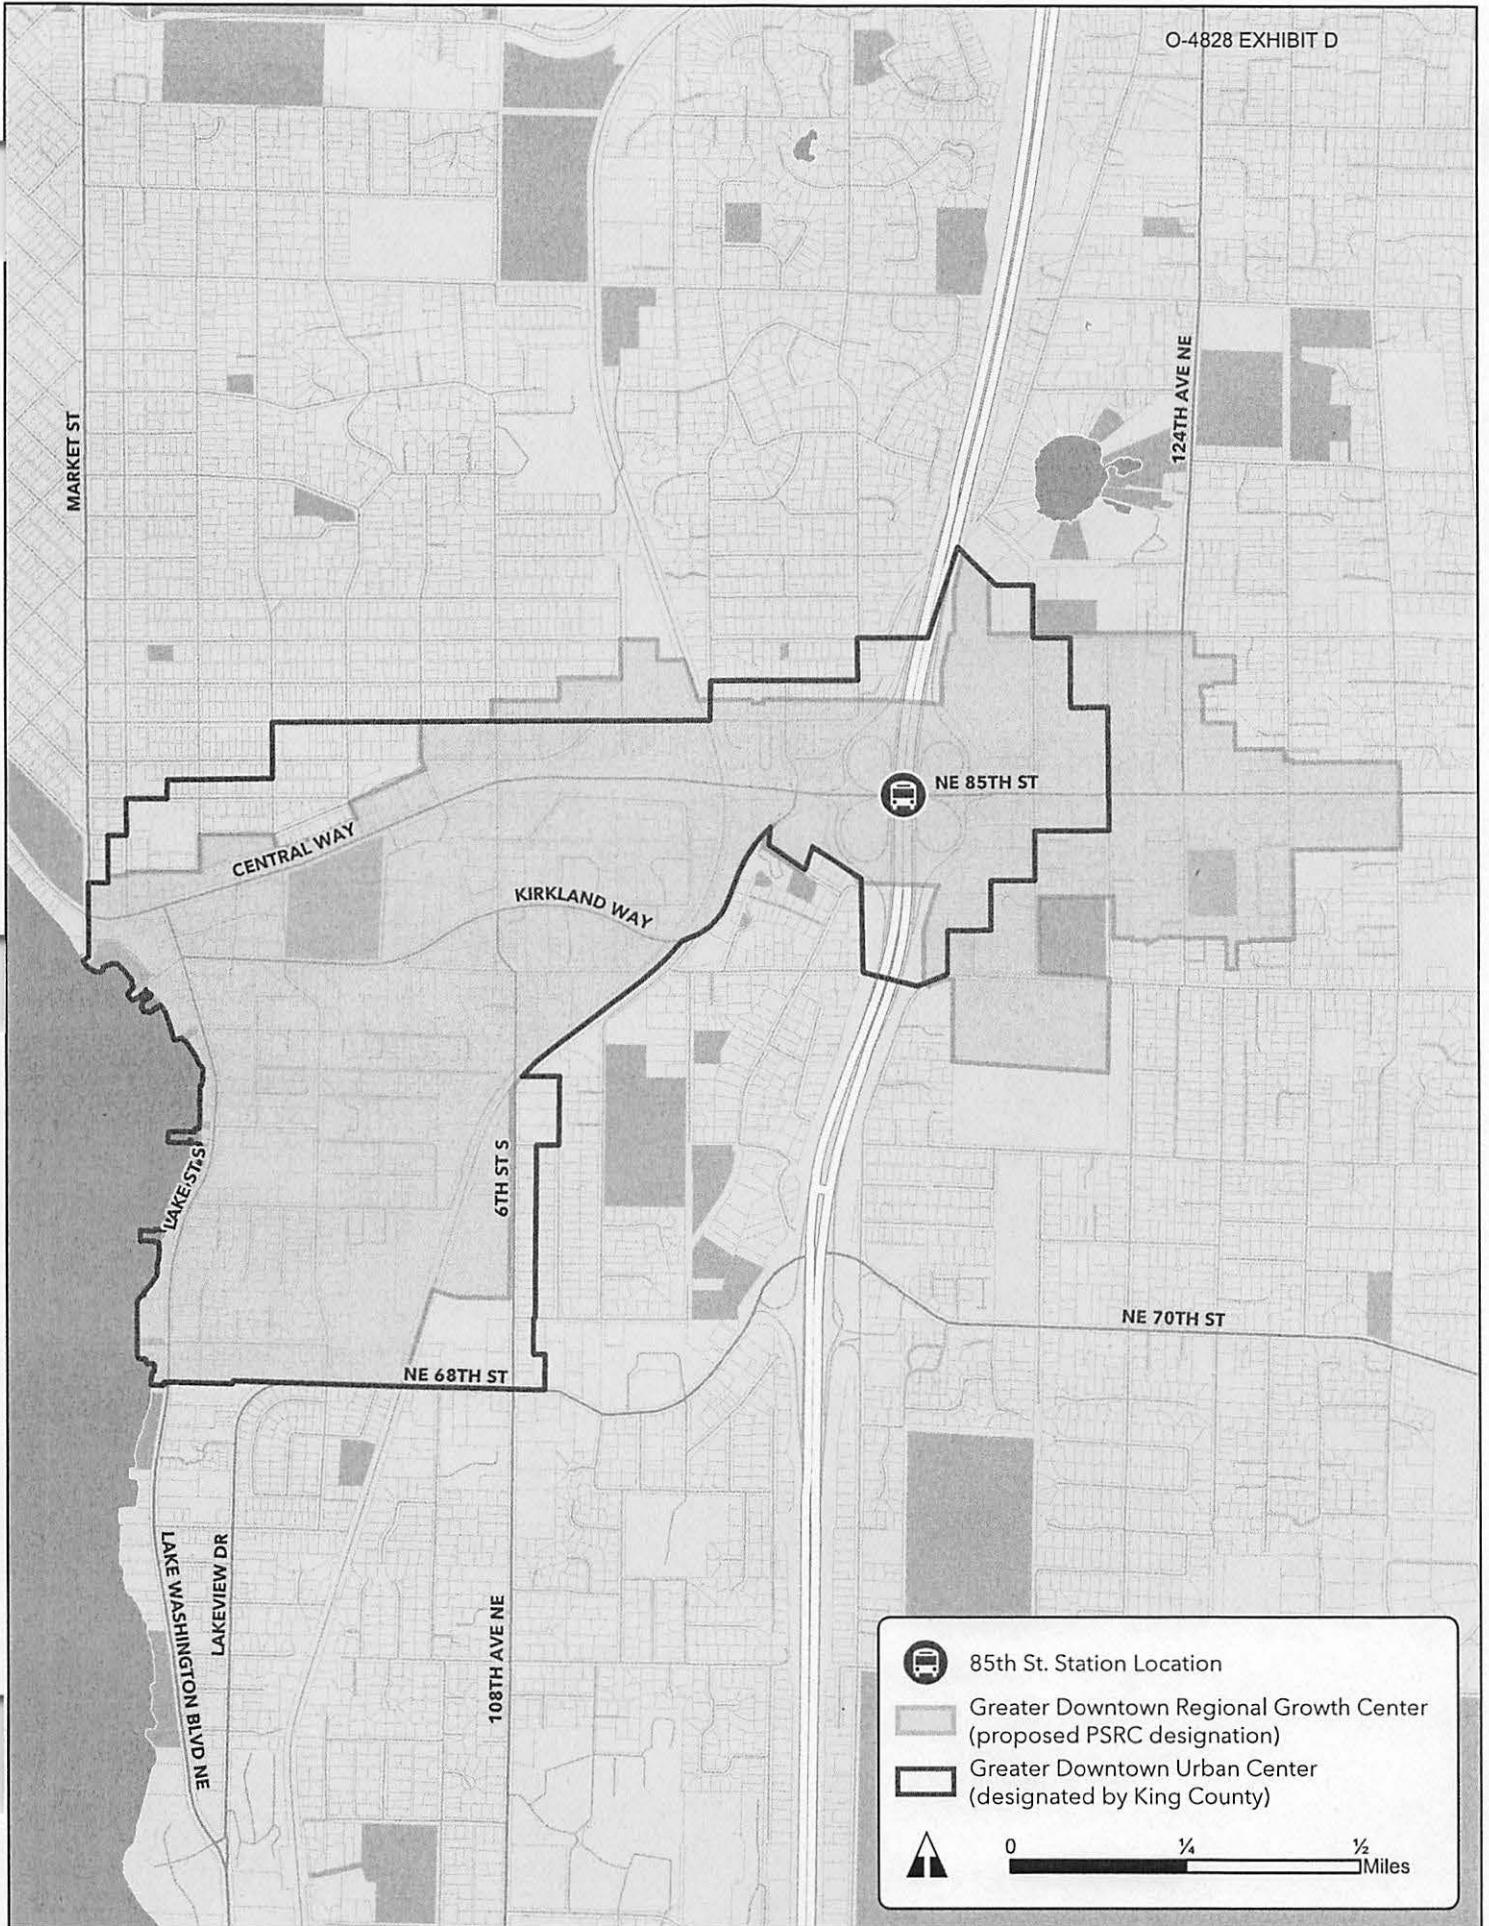 O-4828 EXHIBIT D
MARKET ST
124TH AVE NE
NE 85TH ST
CENTRAL WAY
KIRKLAND WAY
6TH ST S
LAKE ST S
NE 70TH ST
NE 68TH ST
LAKE WASHINGTON BLVD NE
LAKEVIEW DR
108TH AVE NE
85th St. Station Location
Greater Downtown Regional Growth Center
(proposed PSRC designation)
Greater Downtown Urban Center
(designated by King County)
0 ¼ ½
Miles